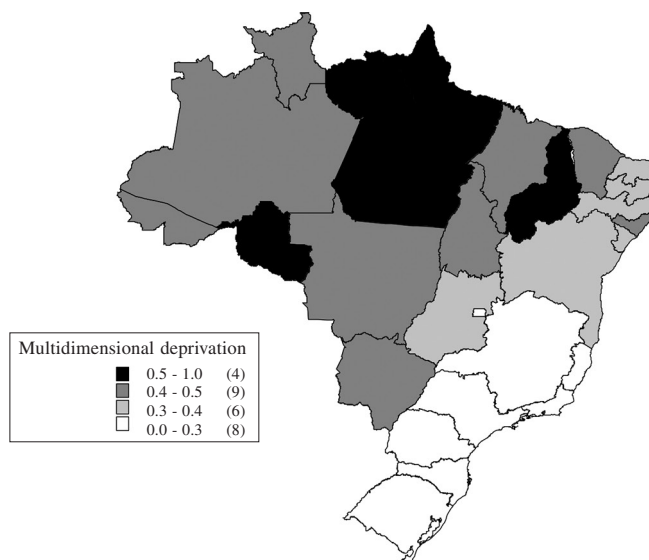 Multidimensional deprivation
0.5 - 1.0 (4)
0.4 - 0.5 (9)
0.3 - 0.4 (6)
0.0 - 0.3 (8)